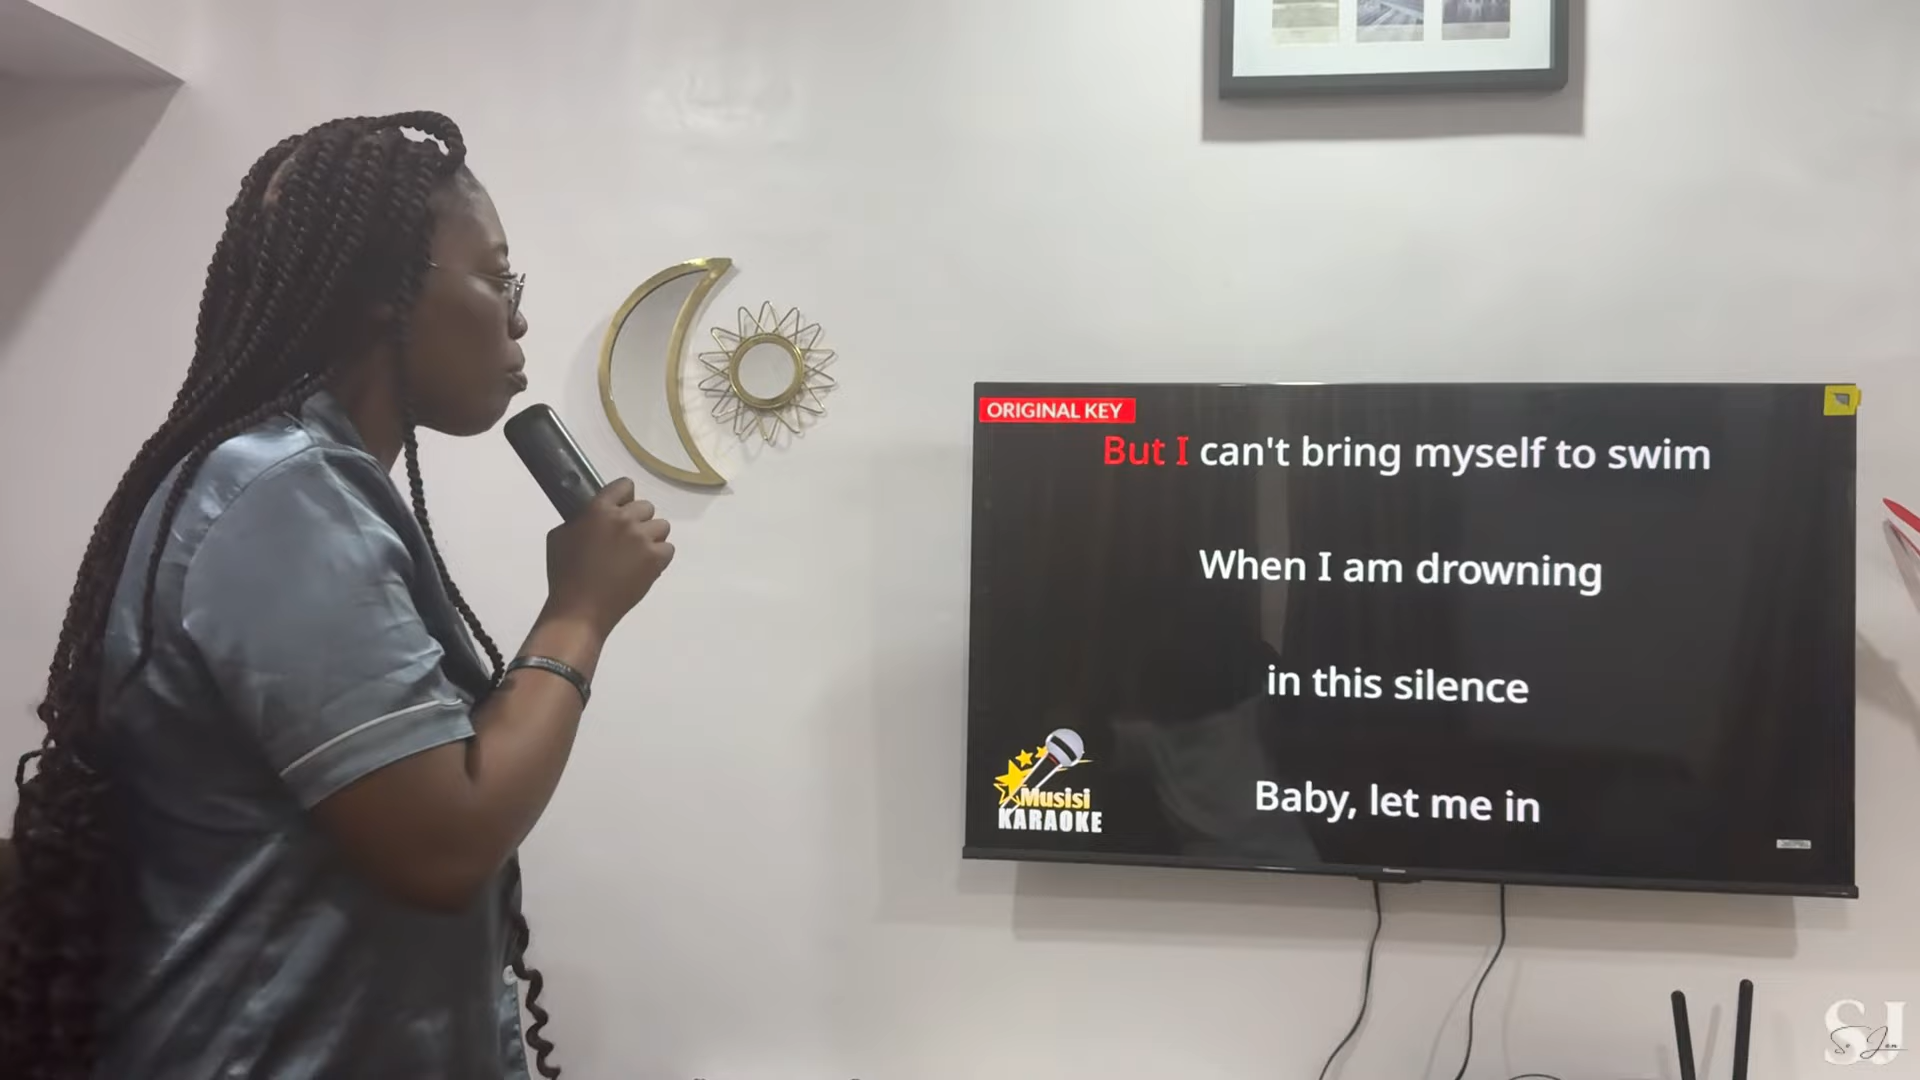 ORIGINAL KEY
But I can't bring myself to swim
When I am drowning
in this silence
Baby, let me in
Musisi
KARAOKE
Hisense
SJ